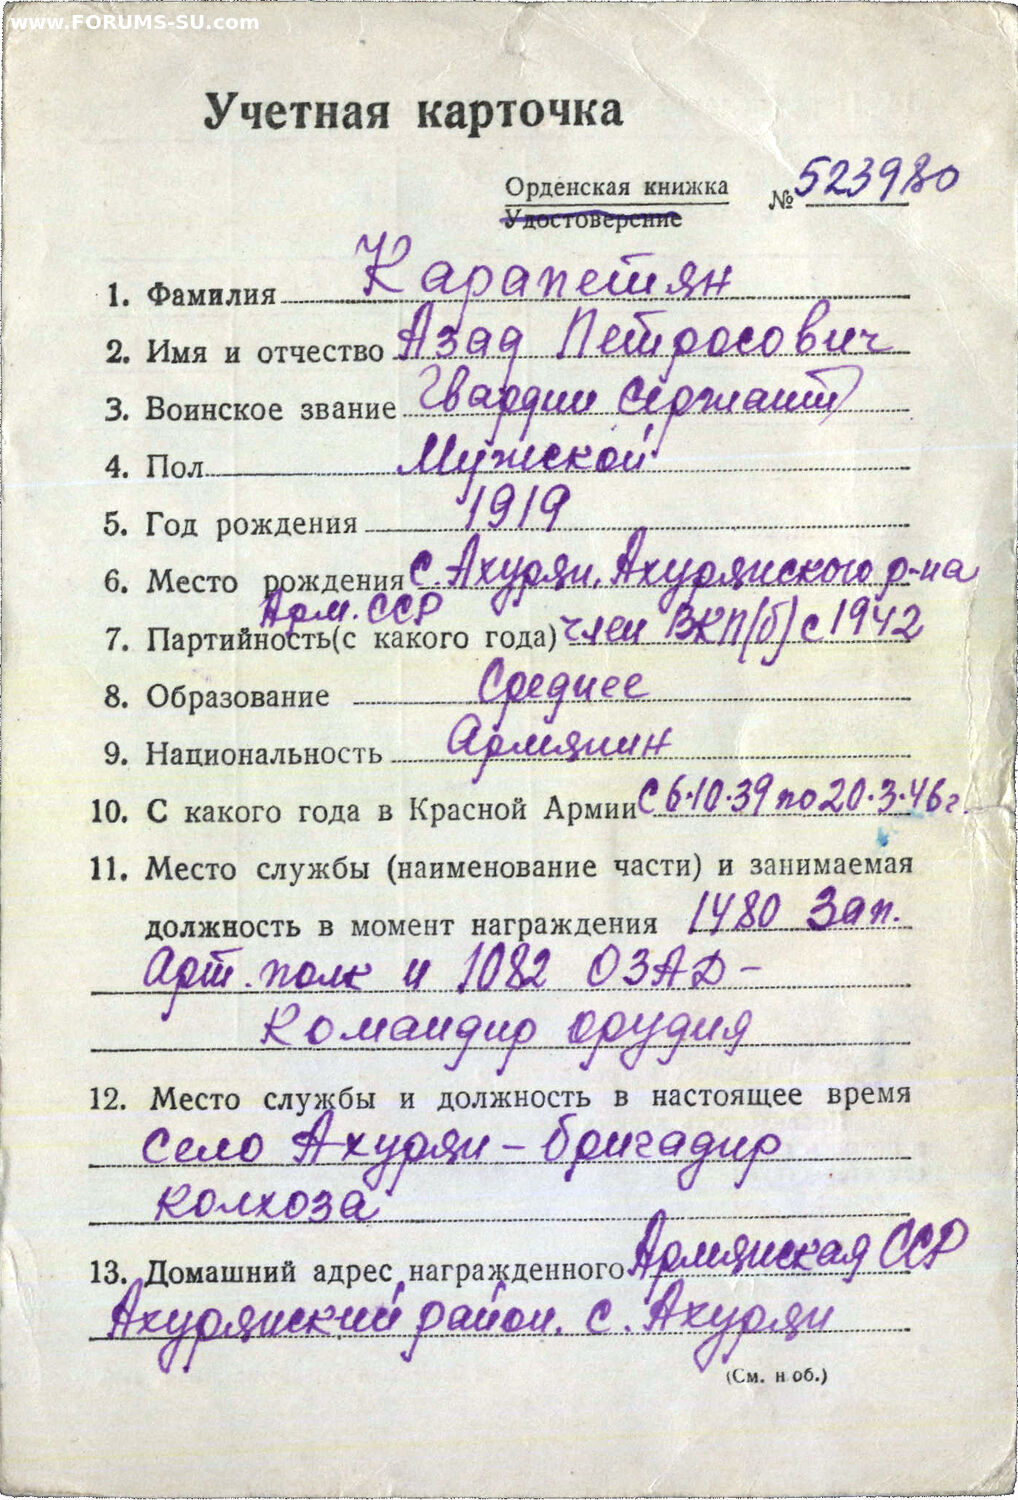 www.FORUMS-SU.com
Учетная карточка
Орденская книжка № 523980
Удостоверение
1. Фамилия Карапетян
2. Имя и отчество Азад Петросович
3. Воинское звание Гвардии Сержант
4. Пол Мужской
5. Год рождения 1919
6. Место рождения с. Ахурян, Ахурянского р-на
Арм. ССР
7. Партийность (с какого года) член ВКП(б) с 1942
8. Образование Среднее
9. Национальность Армянин
10. С какого года в Красной Армии С 6.10.39 по 20.3.46 г.
11. Место службы (наименование части) и занимаемая
должность в момент награждения 1480 Зап.
Арт. полк и 1082 ОЗАД –
Командир орудия
12. Место службы и должность в настоящее время
село Ахурян – бригадир
колхоза
13. Домашний адрес награжденного Армянская ССР
Ахурянский район. с. Ахурян
(См. н об.)